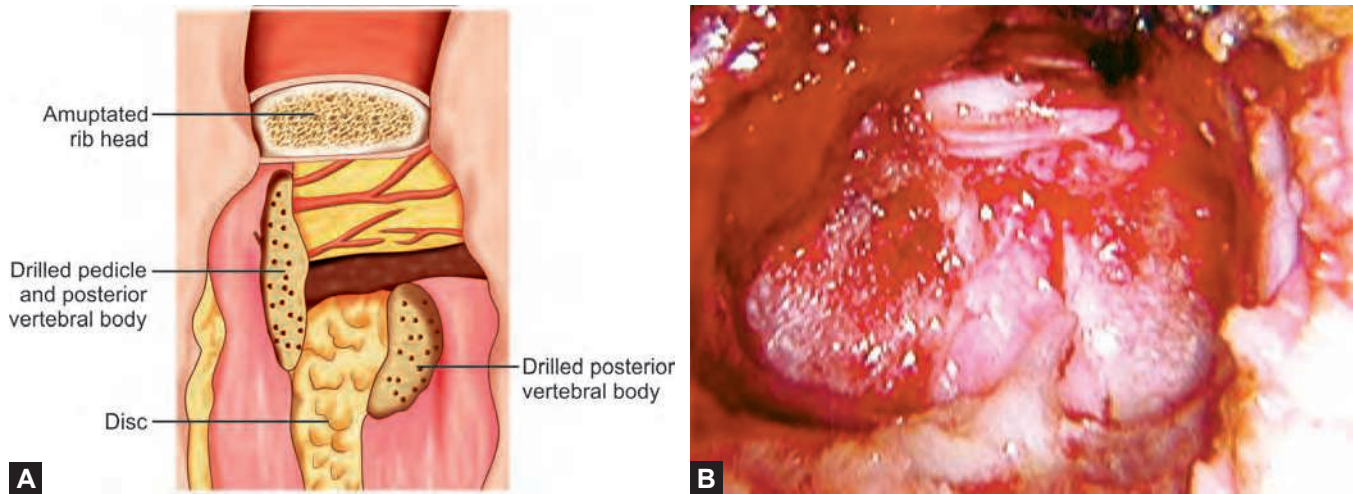 Amuptated
rib head
Drilled pedicle
and posterior
vertebral body
Drilled posterior
vertebral body
Disc
A
B